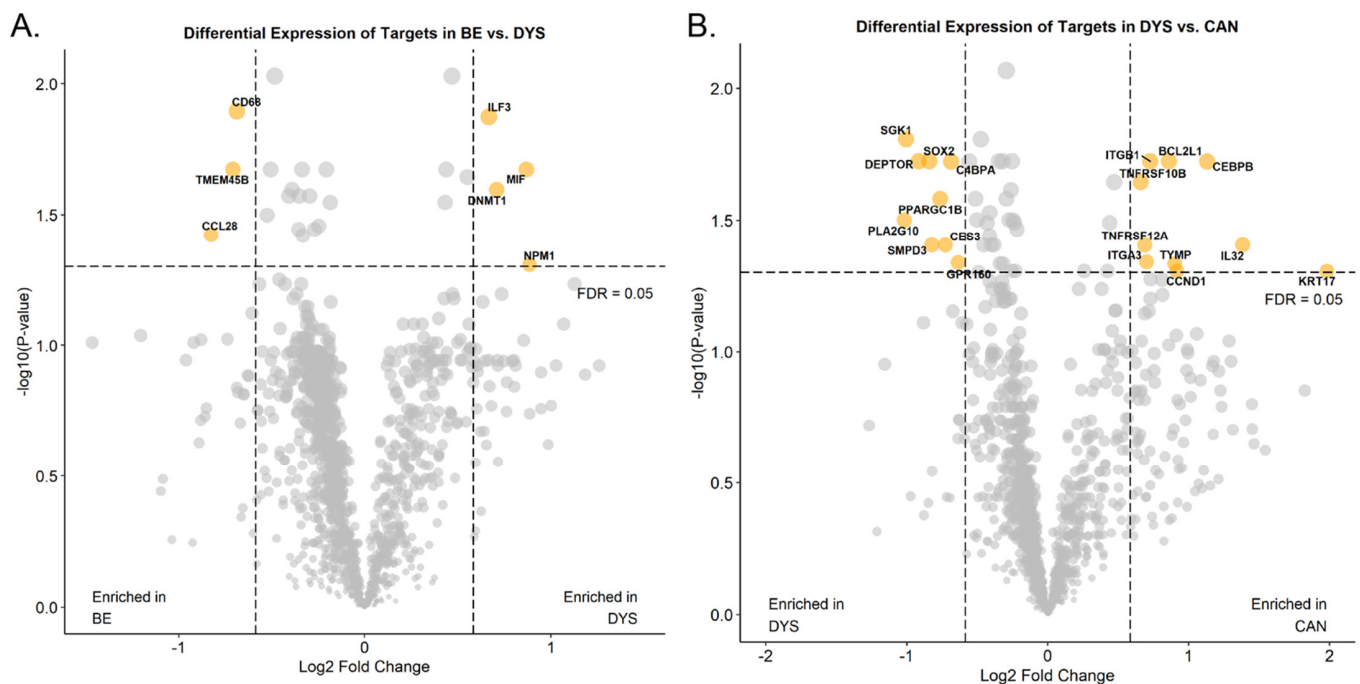 A.
Differential Expression of Targets in BE vs. DYS
2.0
CD68
ILF3
TMEM45B
MIF
DNMT1
1.5
CCL28
NPM1
FDR = 0.05
-log10(P-value)
1.0
0.5
0.0
Enriched in
BE
Enriched in
DYS
-1
0
1
Log2 Fold Change
B.
Differential Expression of Targets in DYS vs. CAN
2.0
SGK1
SOX2
DEPTOR
C4BPA
ITGB1
BCL2L1
CEBPB
TNFRSF10B
PPARGC1B
1.5
PLA2G10
CES3
SMPD3
GPR160
TNFRSF12A
ITGA3
TYMP
IL32
CCND1
KRT17
FDR = 0.05
-log10(P-value)
1.0
0.5
0.0
Enriched in
DYS
Enriched in
CAN
-2
-1
0
1
2
Log2 Fold Change